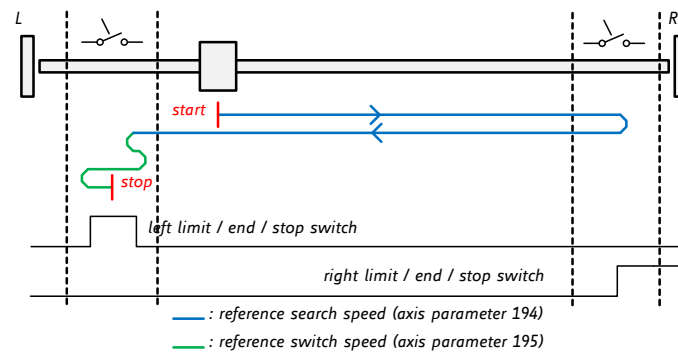 L
R
start
stop
left limit / end / stop switch
right limit / end / stop switch
: reference search speed (axis parameter 194)
: reference switch speed (axis parameter 195)